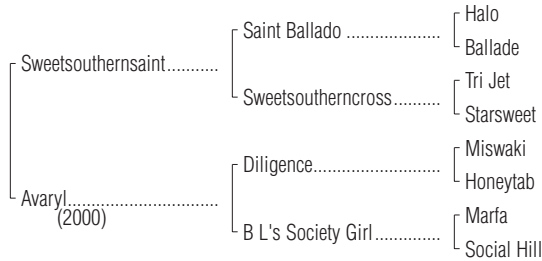 Halo
Saint Ballado ....................
Ballade
Sweetsouthernsaint...........
Tri Jet
Sweetsoutherncross..........
Starsweet
Miswaki
Diligence...........................
Honeytab
Avaryl................................
(2000)
Marfa
B L's Society Girl..............
Social Hill